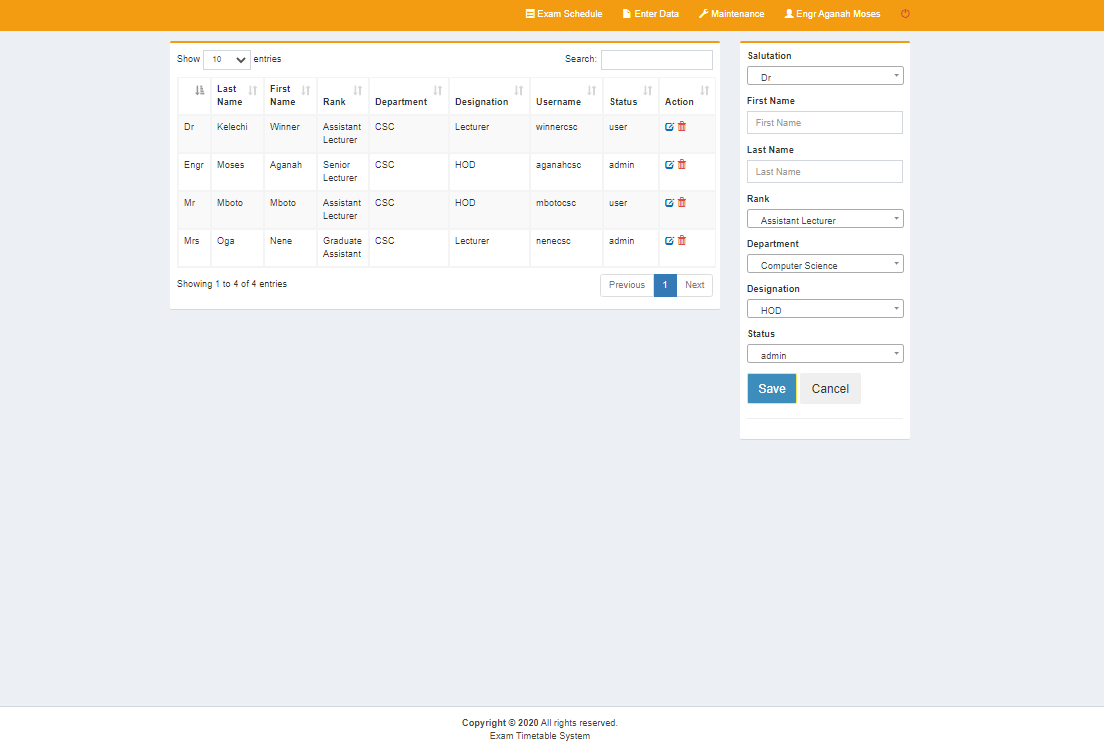 Exam Schedule Enter Data Maintenance Engr Aganah Moses
Show 10 entries Search:
Last Name First Name Rank Department Designation Username Status Action
Dr Kelechi Winner Assistant Lecturer CSC Lecturer winnercsc user
Engr Moses Aganah Senior Lecturer CSC HOD aganahcsc admin
Mr Mboto Mboto Assistant Lecturer CSC HOD mbotocsc user
Mrs Oga Nene Graduate Assistant CSC Lecturer nenecsc admin
Showing 1 to 4 of 4 entries Previous 1 Next
Salutation
Dr
First Name
First Name
Last Name
Last Name
Rank
Assistant Lecturer
Department
Computer Science
Designation
HOD
Status
admin
Save Cancel
Copyright © 2020 All rights reserved.
Exam Timetable System